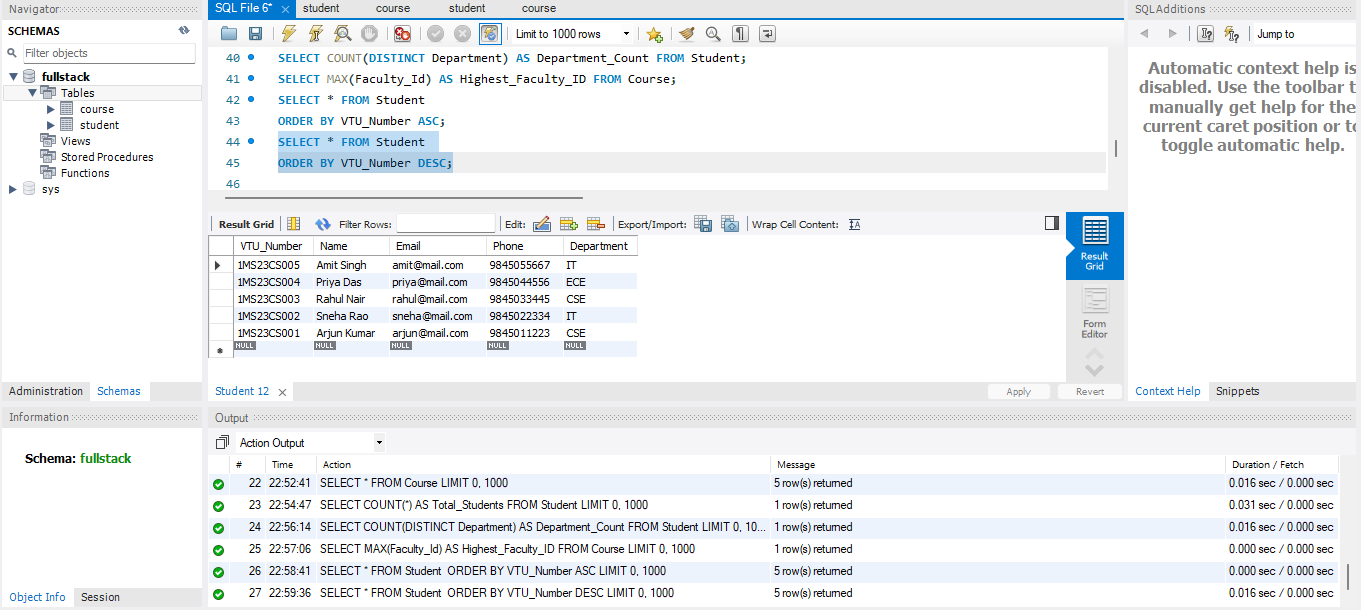 Navigator
SCHEMAS
Filter objects
fullstack
Tables
course
student
Views
Stored Procedures
Functions
sys
Administration Schemas
Information
Schema: fullstack
Object Info Session
SQL File 6* student course student course
Limit to 1000 rows
40 SELECT COUNT(DISTINCT Department) AS Department_Count FROM Student;
41 SELECT MAX(Faculty_Id) AS Highest_Faculty_ID FROM Course;
42 SELECT * FROM Student
43 ORDER BY VTU_Number ASC;
44 SELECT * FROM Student
45 ORDER BY VTU_Number DESC;
46
Result Grid Filter Rows: Edit: Export/Import: Wrap Cell Content:
VTU_Number Name Email Phone Department
1MS23CS005 Amit Singh amit@mail.com 9845055667 IT
1MS23CS004 Priya Das priya@mail.com 9845044556 ECE
1MS23CS003 Rahul Nair rahul@mail.com 9845033445 CSE
1MS23CS002 Sneha Rao sneha@mail.com 9845022334 IT
1MS23CS001 Arjun Kumar arjun@mail.com 9845011223 CSE
NULL NULL NULL NULL NULL
Result
Grid
Form
Editor
Student 12 Apply Revert
Output
Action Output
# Time Action Message Duration / Fetch
22 22:52:41 SELECT * FROM Course LIMIT 0, 1000 5 row(s) returned 0.016 sec / 0.000 sec
23 22:54:47 SELECT COUNT(*) AS Total_Students FROM Student LIMIT 0, 1000 1 row(s) returned 0.031 sec / 0.000 sec
24 22:56:14 SELECT COUNT(DISTINCT Department) AS Department_Count FROM Student LIMIT 0, 10... 1 row(s) returned 0.016 sec / 0.000 sec
25 22:57:06 SELECT MAX(Faculty_Id) AS Highest_Faculty_ID FROM Course LIMIT 0, 1000 1 row(s) returned 0.000 sec / 0.000 sec
26 22:58:41 SELECT * FROM Student ORDER BY VTU_Number ASC LIMIT 0, 1000 5 row(s) returned 0.000 sec / 0.000 sec
27 22:59:36 SELECT * FROM Student ORDER BY VTU_Number DESC LIMIT 0, 1000 5 row(s) returned 0.016 sec / 0.000 sec
SQLAdditions
Jump to
Automatic context help is
disabled. Use the toolbar t
manually get help for the
current caret position or to
toggle automatic help.
Context Help Snippets